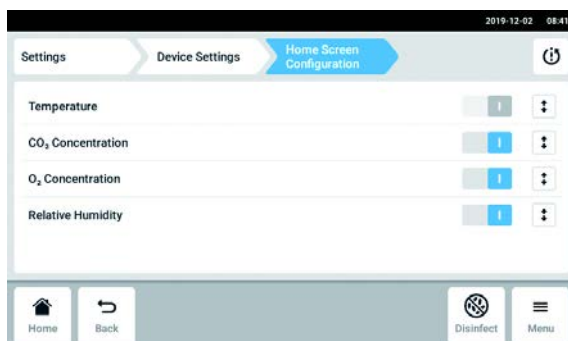 2019-12-02 08:41
Settings
Device Settings
Home Screen
Configuration
Temperature
CO₂ Concentration
O₂ Concentration
Relative Humidity
Home
Back
Disinfect
Menu